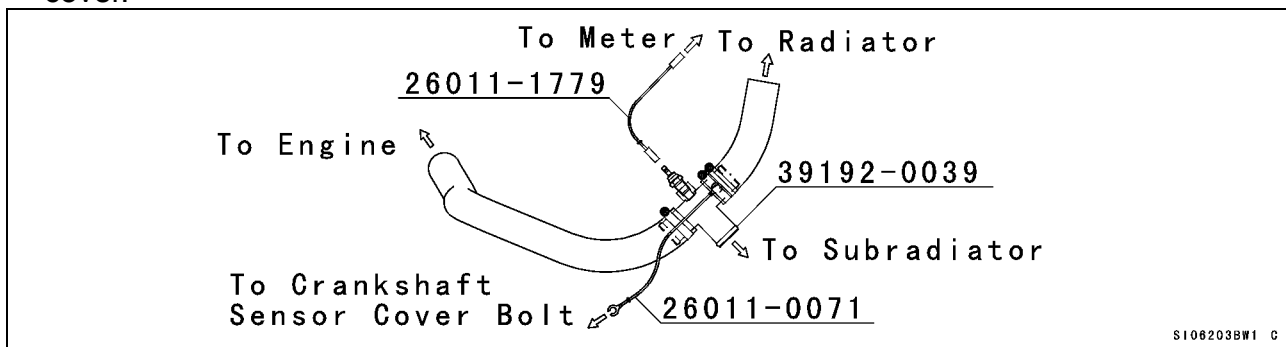 To Meter
To Radiator
26011-1779
To Engine
39192-0039
To Subradiator
To Crankshaft
Sensor Cover Bolt
26011-0071
SI06203BW1 C